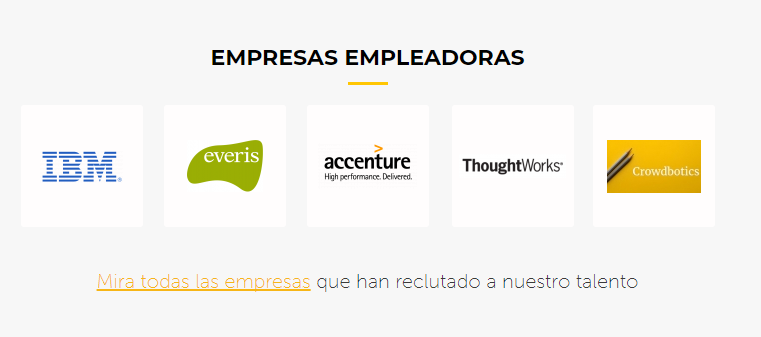 EMPRESAS EMPLEADORAS
IBM®
everis
accenture
High performance. Delivered.
ThoughtWorks®
Crowdbotics
Mira todas las empresas que han reclutado a nuestro talento